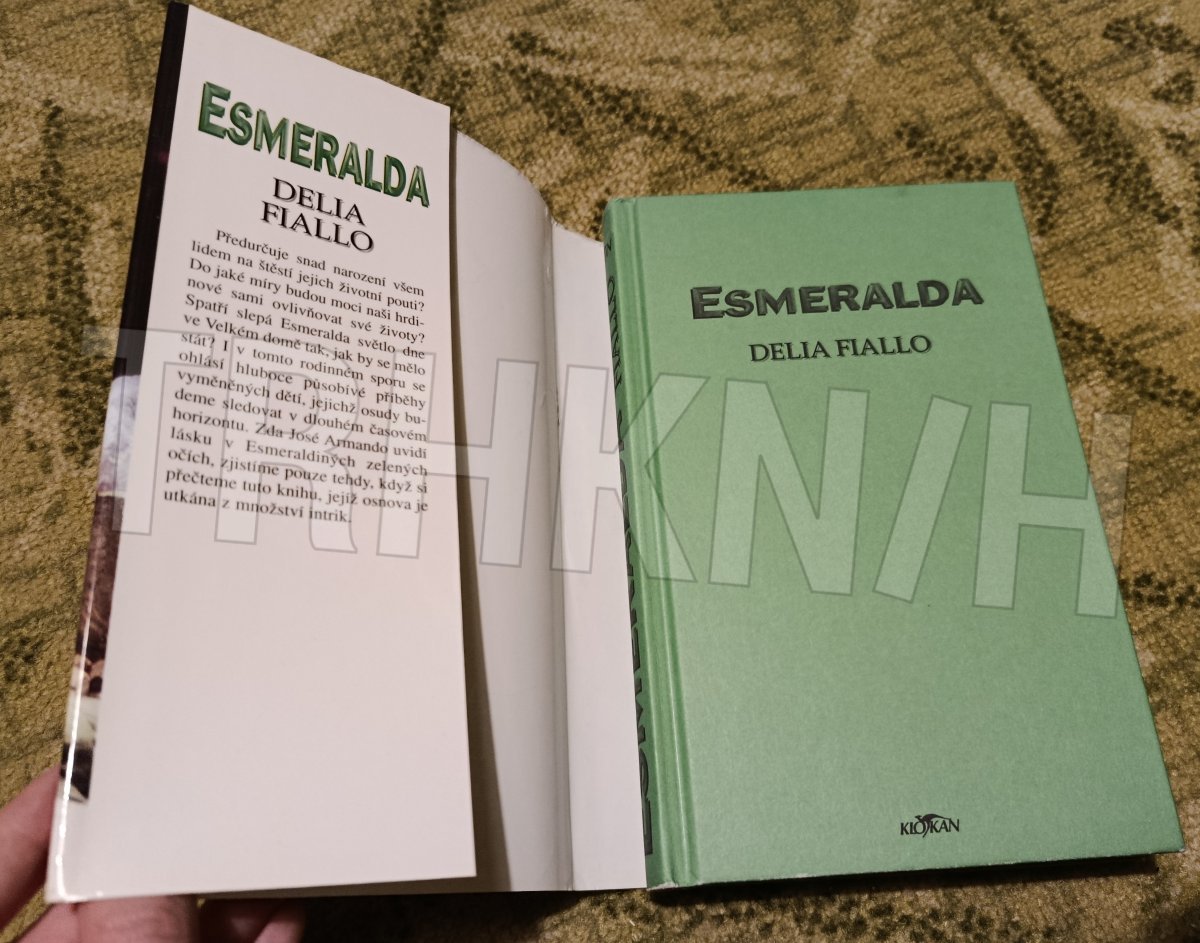 ESMERALDA
DELIA
FIALLO
Předurčuje snad narození všem
lidem na štěstí jejich životní pouti?
Do jaké míry budou moci naši hrdi-
nové sami ovlivňovat své životy?
Spatří slepá Esmeralda světlo dne
ve Velkém domě tak, jak by se mělo
stát? I v tomto rodinném sporu se
ohlásí hluboce působivé příběhy
vyměněných dětí, jejichž osudy bu-
deme sledovat v dlouhém časovém
horizontu. Zda José Armando uvidí
lásku v Esmeraldiných zelených
očích, zjistíme pouze tehdy, když si
přečteme tuto knihu, jejíž osnova je
utkána z množství intrik.
ESMERALDA
DELIA FIALLO
KLOKAN
TRHKN/H